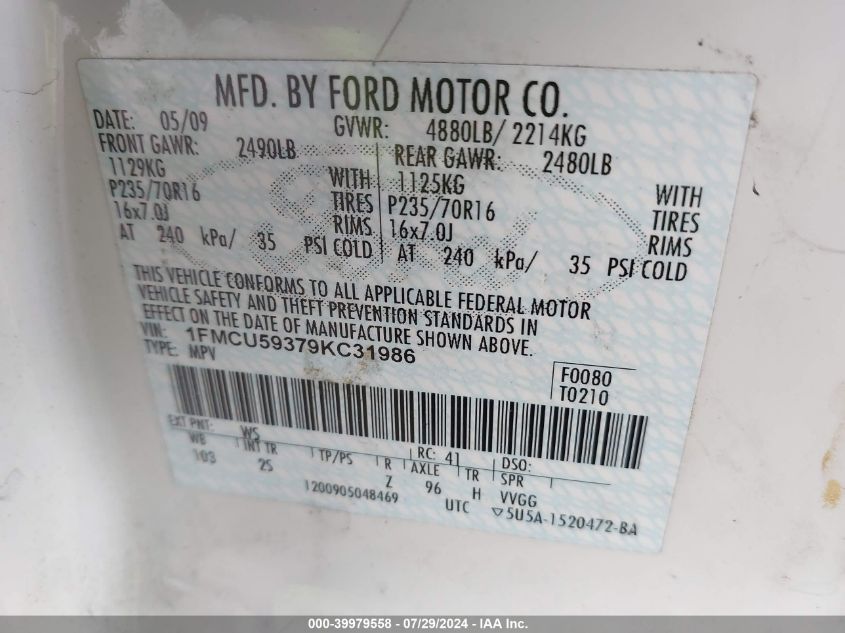 MFD. BY FORD MOTOR CO.
DATE: 05/09 GVWR: 4880LB/ 2214KG
FRONT GAWR: 2490LB REAR GAWR: 2480LB
1129KG WITH 1125KG WITH
P235/70R16 TIRES P235/70R16 TIRES
16x7.0J RIMS 16x7.0J RIMS
AT 240 kPa/ 35 PSI COLD AT 240 kPa/ 35 PSI COLD
THIS VEHICLE CONFORMS TO ALL APPLICABLE FEDERAL MOTOR
VEHICLE SAFETY AND THEFT PREVENTION STANDARDS IN
EFFECT ON THE DATE OF MANUFACTURE SHOWN ABOVE.
VIN: 1FMCU59379KC31986
TYPE: MPV
F0080
T0210
EXT PNT: WS RC: 41 DSO:
WB INT TR TP/PS R AXLE TR SPR
103 2S Z 96 H VVGG
1200905048469 UTC ▽5U5A-1520472-BA
000-39979558 - 07/29/2024 - IAA Inc.